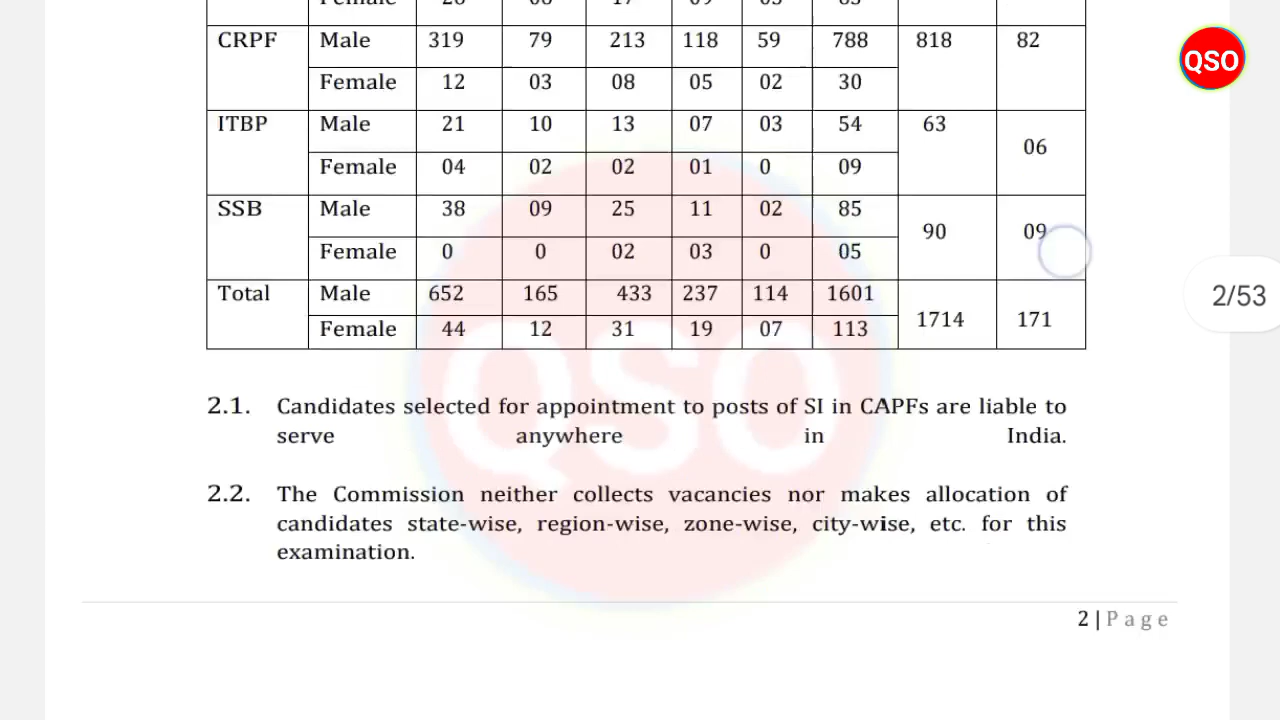 CRPF Male 319 79 213 118 59 788 818 82
Female 12 03 08 05 02 30
ITBP Male 21 10 13 07 03 54 63 06
Female 04 02 02 01 0 09
SSB Male 38 09 25 11 02 85 90 09
Female 0 0 02 03 0 05
Total Male 652 165 433 237 114 1601 1714 171
Female 44 12 31 19 07 113
2.1. Candidates selected for appointment to posts of SI in CAPFs are liable to
serve anywhere in India.
2.2. The Commission neither collects vacancies nor makes allocation of
candidates state-wise, region-wise, zone-wise, city-wise, etc. for this
examination.
2 | Page
QSO
2/53
QSO